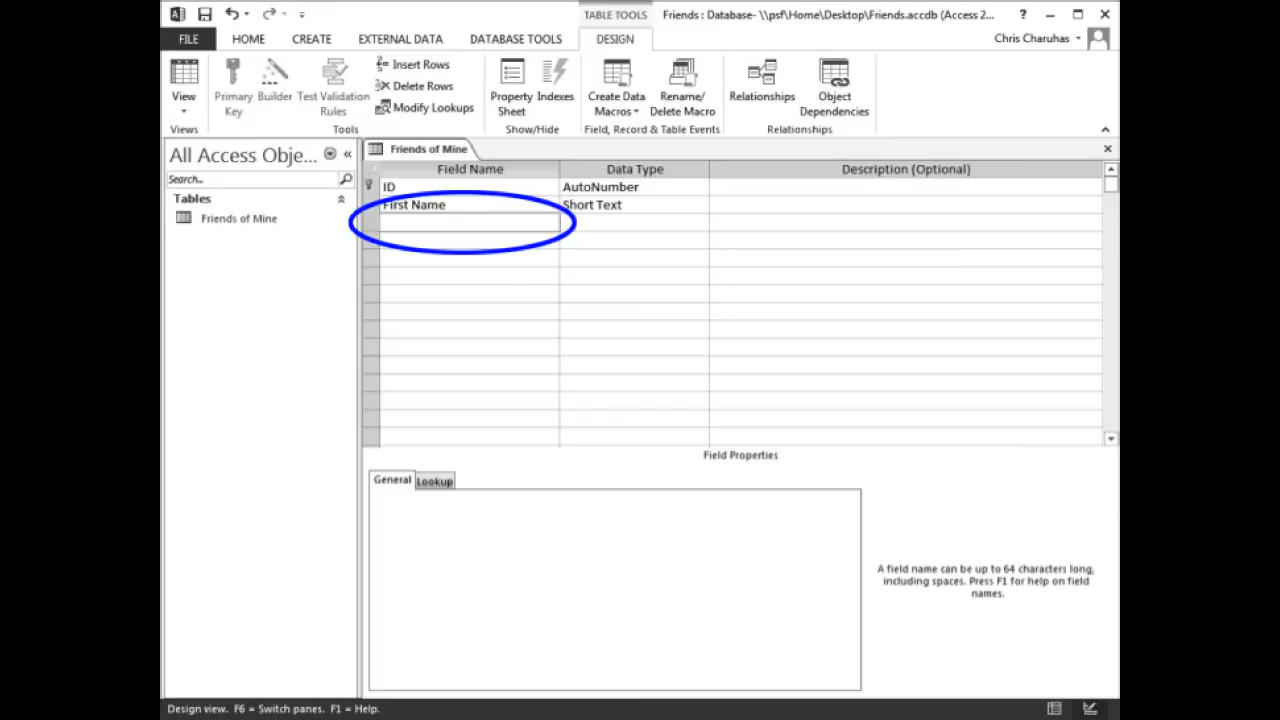 TABLE TOOLS
Friends : Database- \\psf\Home\Desktop\Friends.accdb (Access 2...
?
FILE
HOME
CREATE
EXTERNAL DATA
DATABASE TOOLS
DESIGN
Chris Charuhas
View
Primary Key
Builder
Test Validation Rules
Insert Rows
Delete Rows
Modify Lookups
Property Sheet
Indexes
Create Data Macros
Rename/ Delete Macro
Relationships
Object Dependencies
Views
Tools
Show/Hide
Field, Record & Table Events
Relationships
All Access Obje...
Search...
Tables
Friends of Mine
Friends of Mine
Field Name
Data Type
Description (Optional)
ID
AutoNumber
First Name
Short Text
Field Properties
General
Lookup
A field name can be up to 64 characters long,
including spaces. Press F1 for help on field
names.
Design view. F6 = Switch panes. F1 = Help.